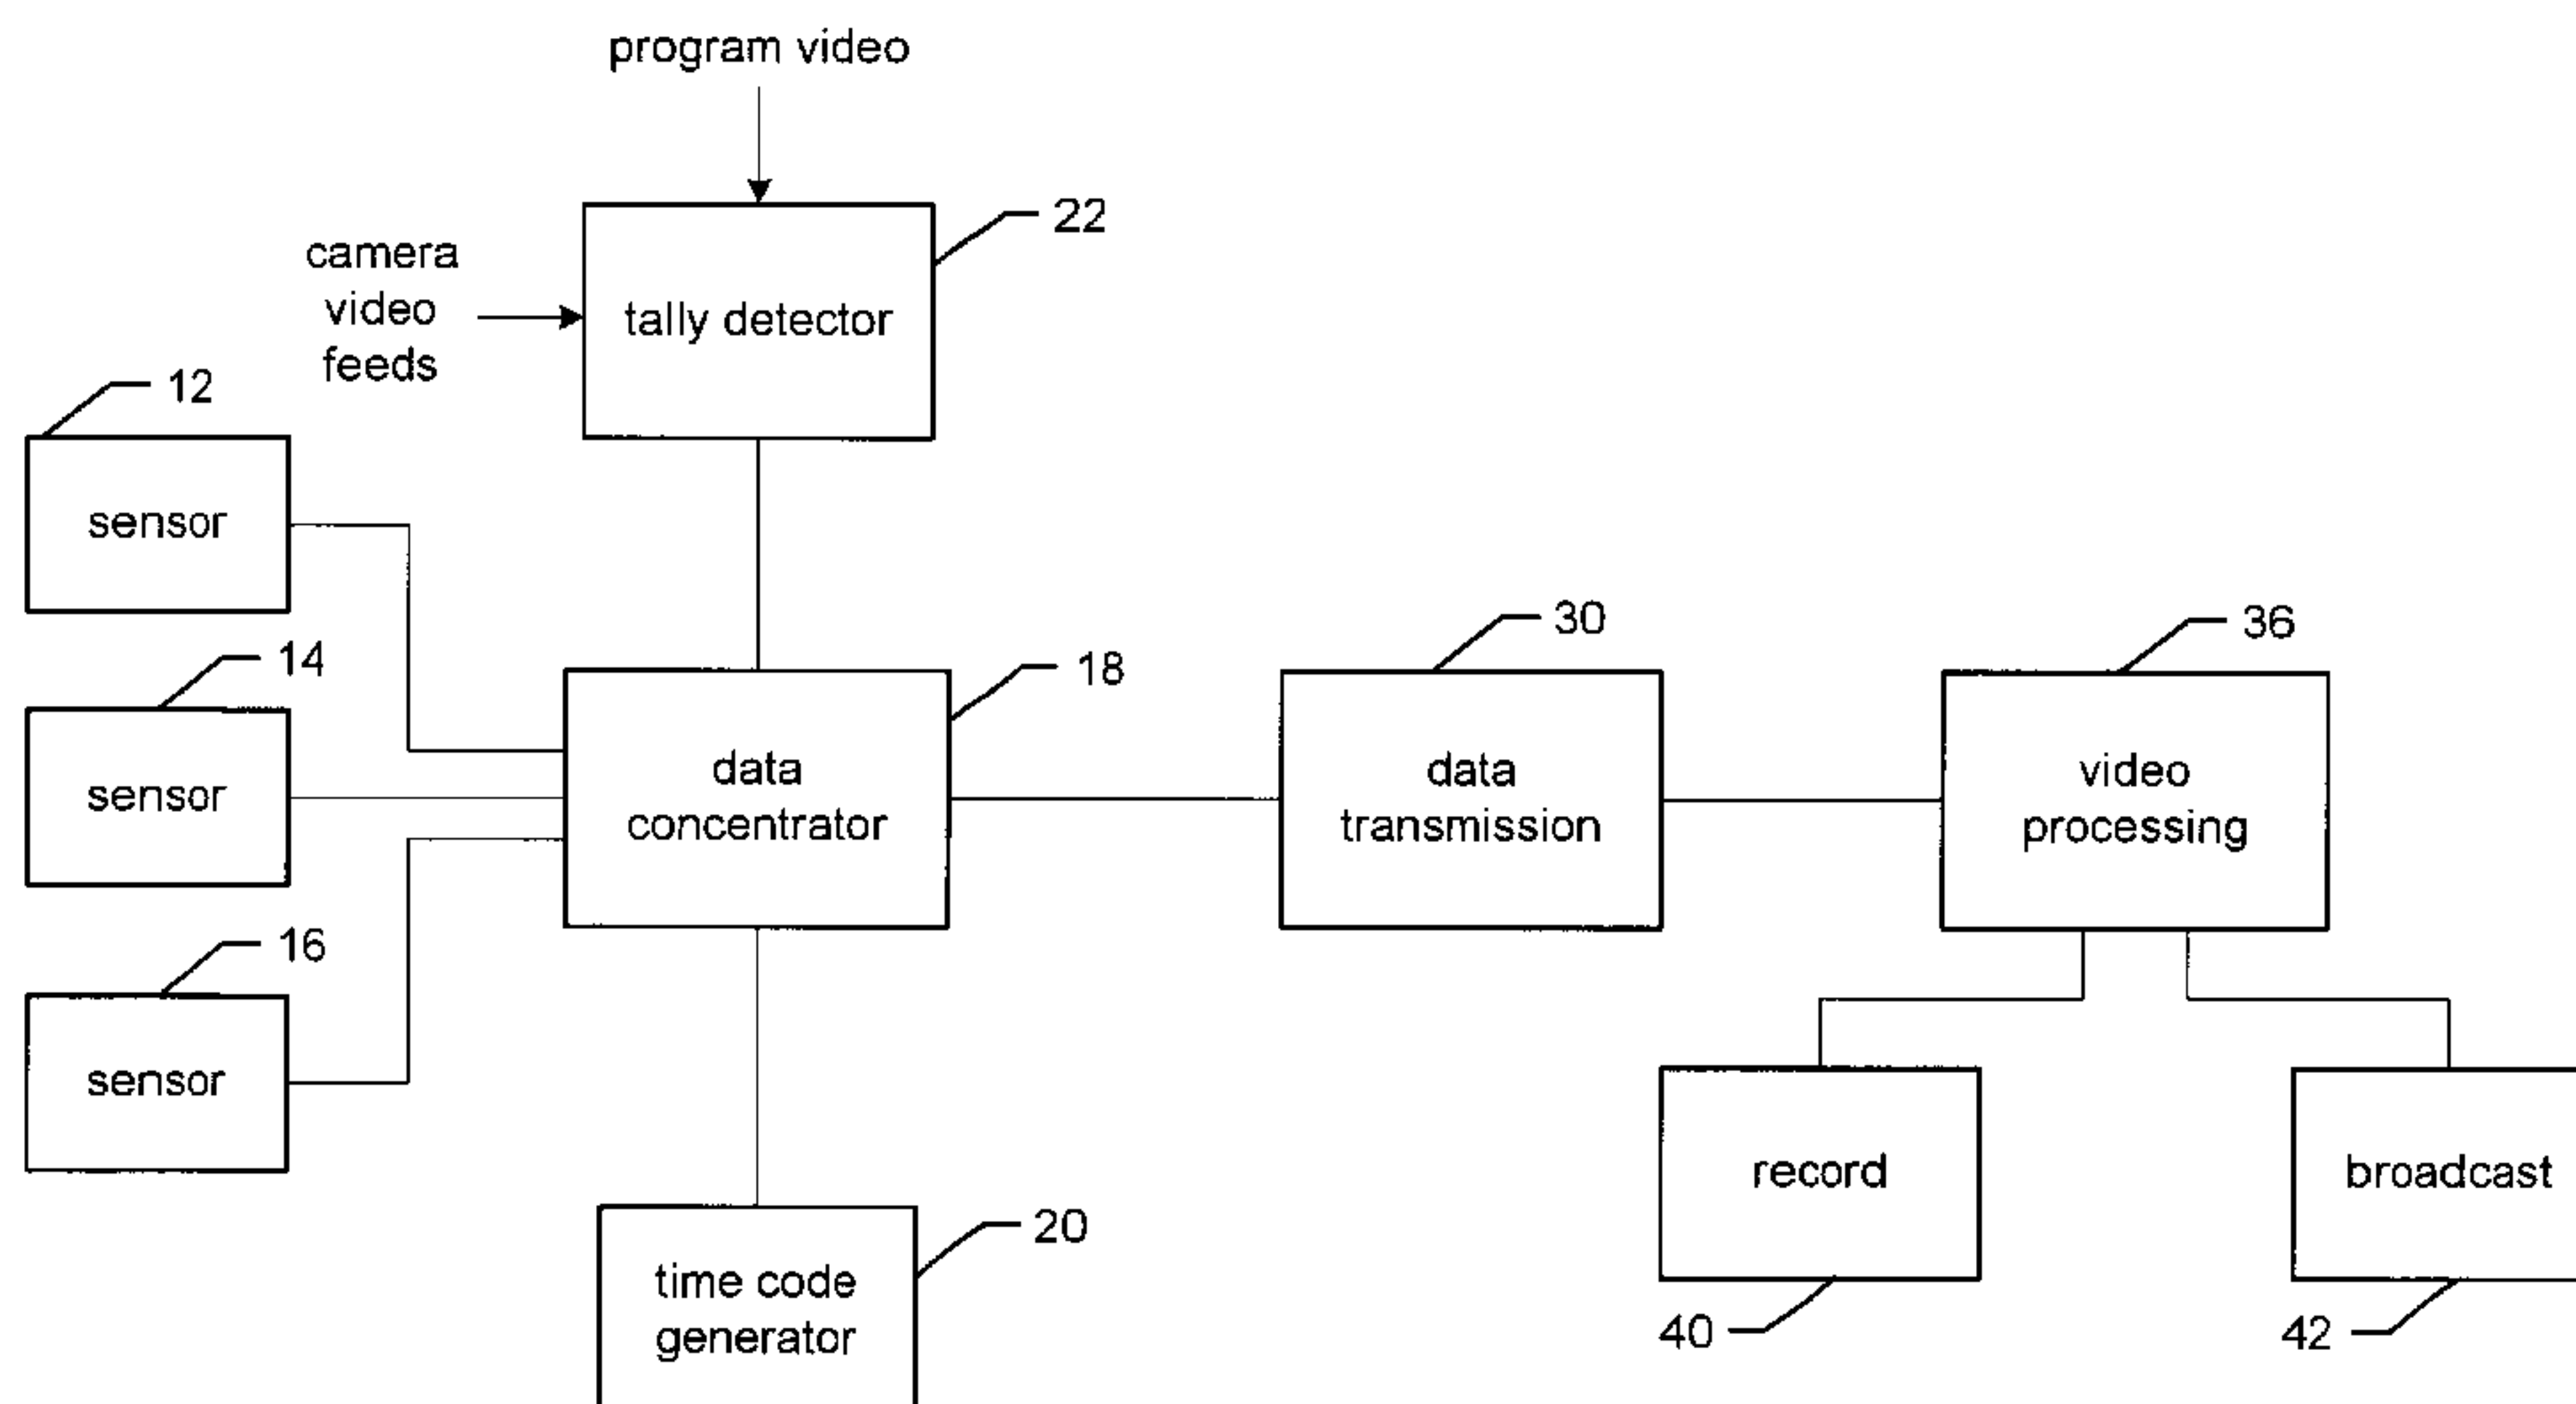 program video
22
camera
video
feeds
tally detector
12
sensor
14
sensor
16
sensor
18
data
concentrator
30
data
transmission
36
video
processing
20
time code
generator
record
40
broadcast
42